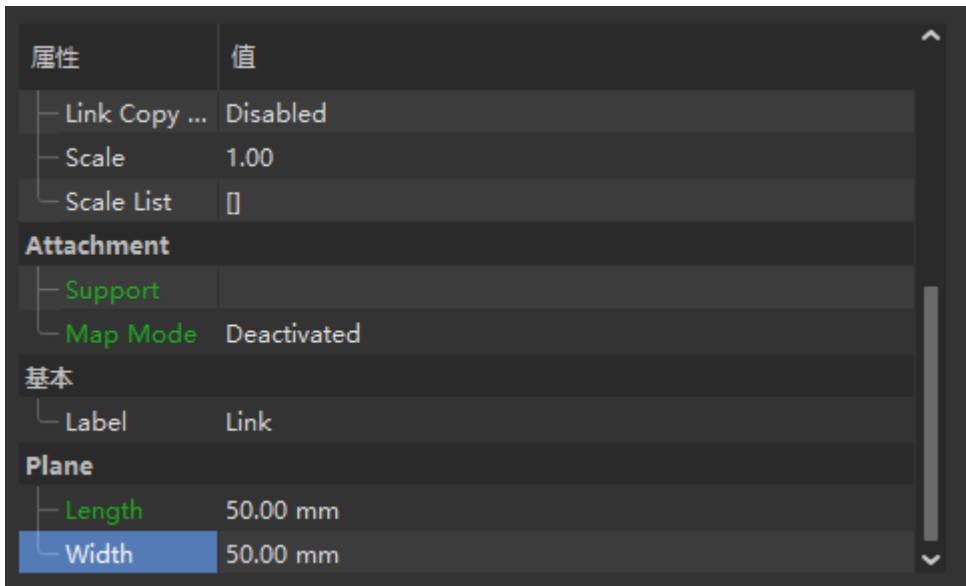 属性 值
Link Copy ... Disabled
Scale 1.00
Scale List []
Attachment
Support
Map Mode Deactivated
基本
Label Link
Plane
Length 50.00 mm
Width 50.00 mm